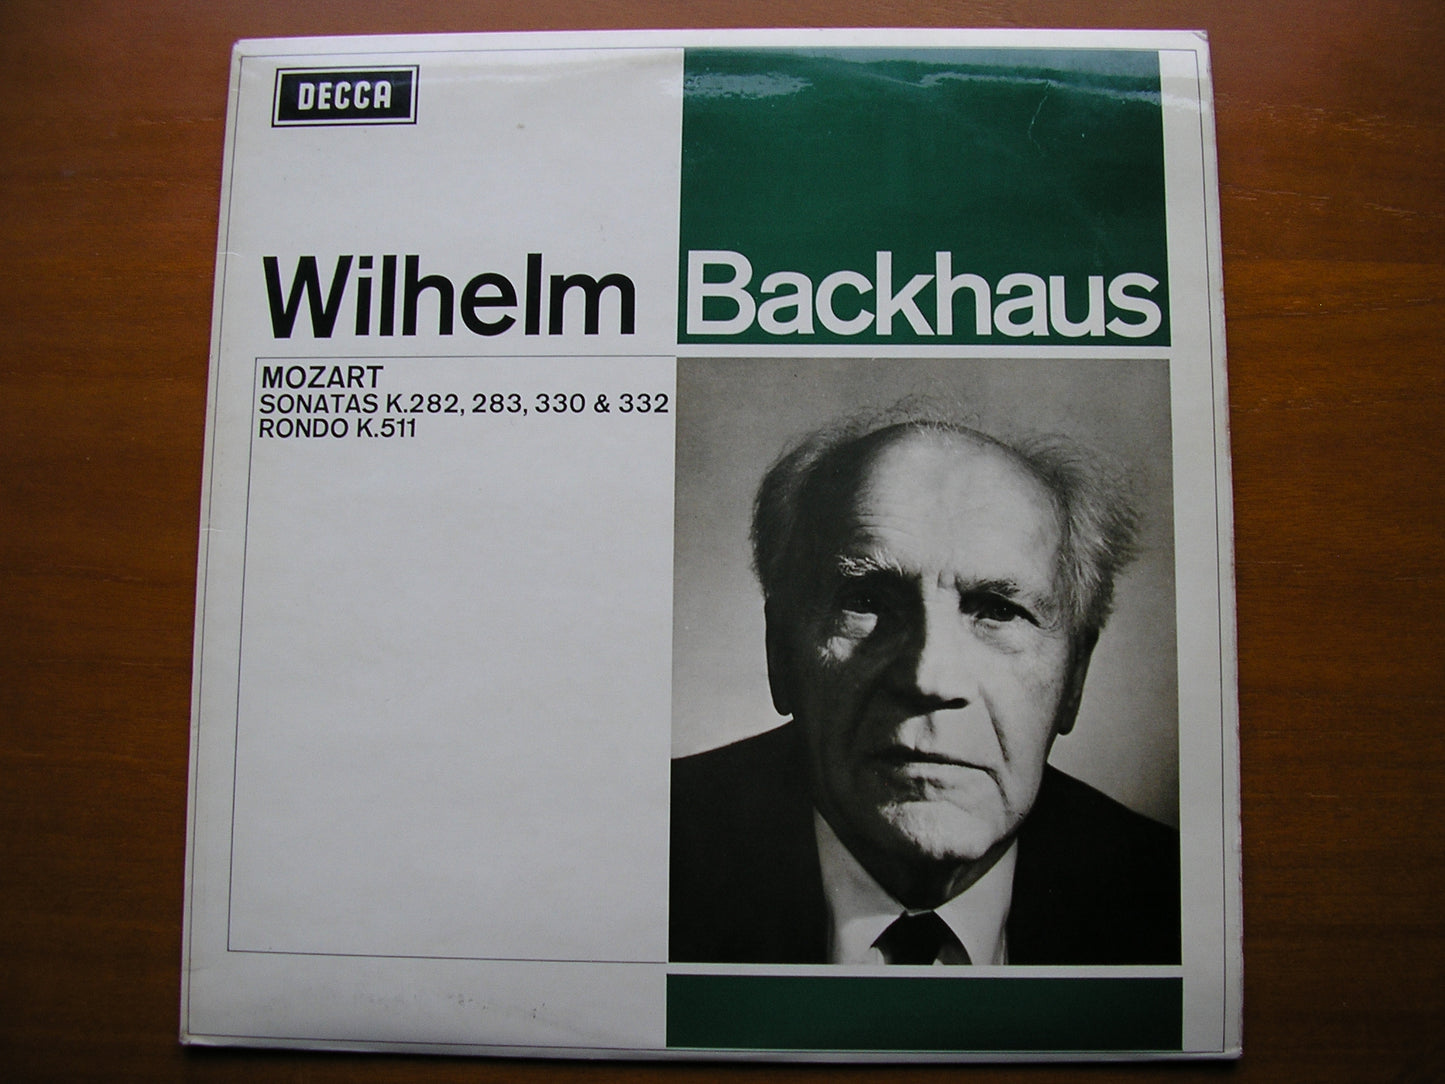 DECCA
Wilhelm Backhaus
MOZART
SONATAS K.282, 283, 330 & 332
RONDO K.511